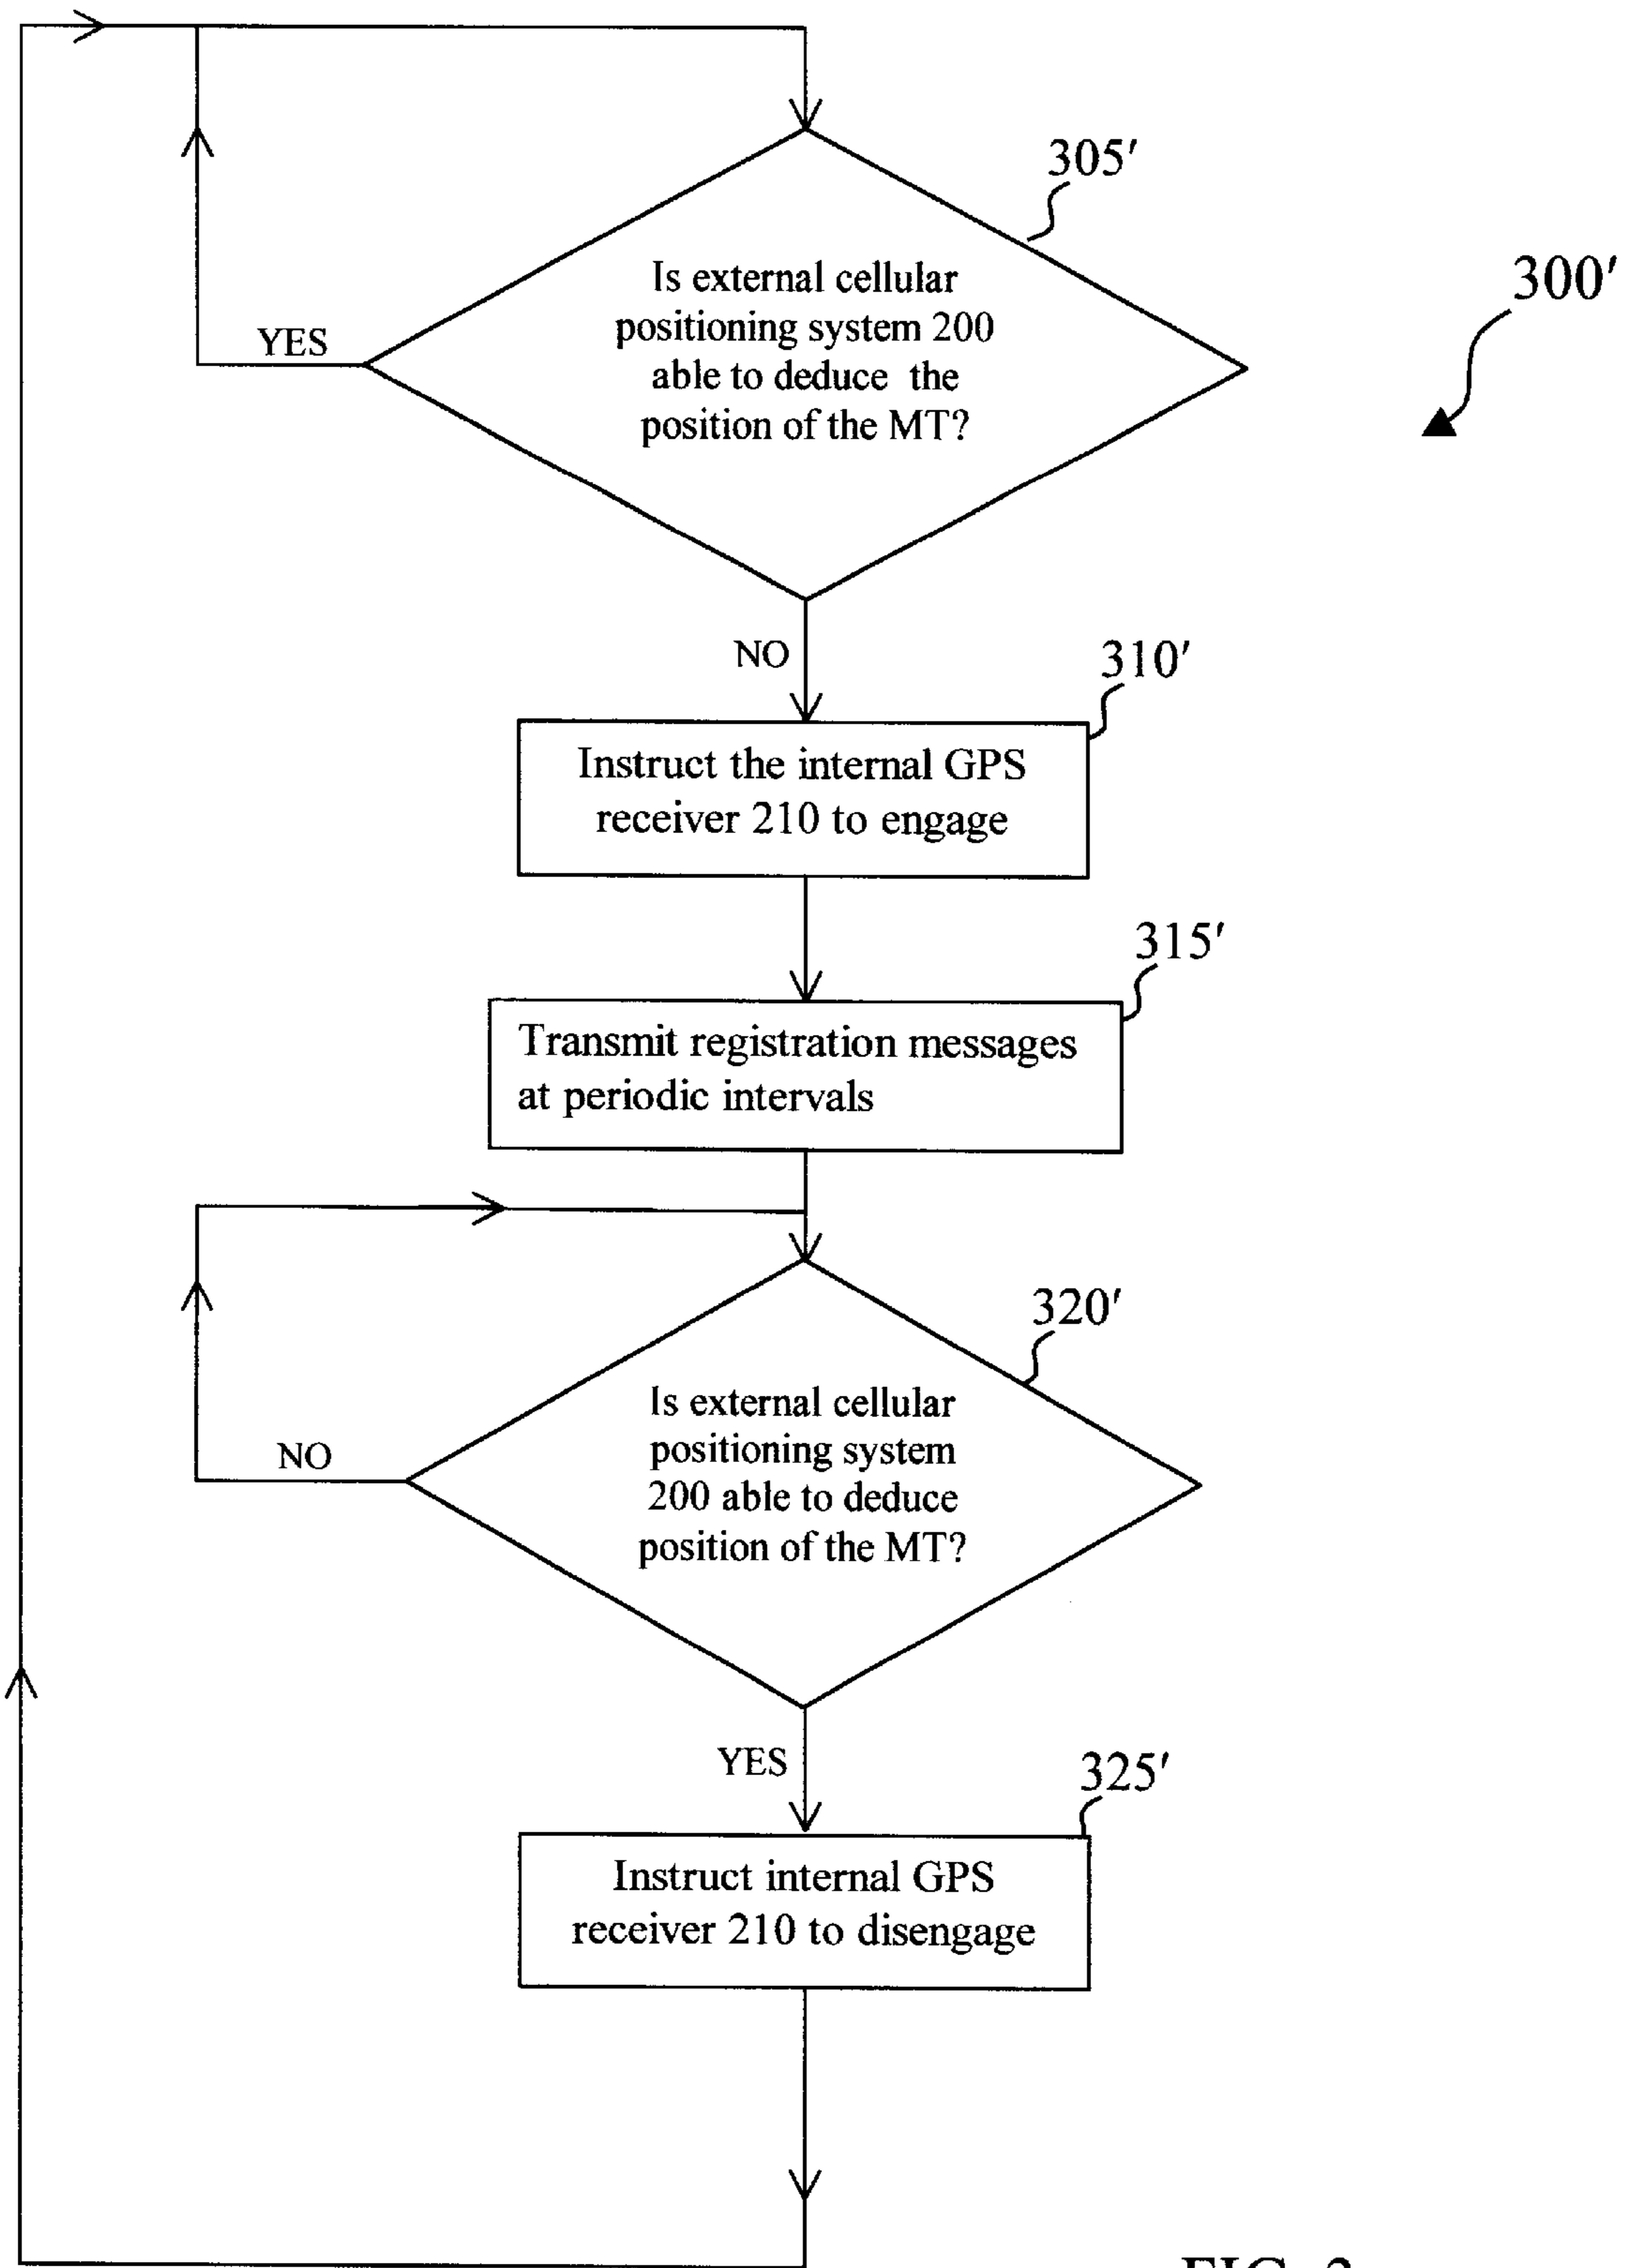 305'
300'
Is external cellular
positioning system 200
able to deduce the
position of the MT?
YES
NO
310'
Instruct the internal GPS
receiver 210 to engage
315'
Transmit registration messages
at periodic intervals
320'
Is external cellular
positioning system
200 able to deduce
position of the MT?
NO
YES
325'
Instruct internal GPS
receiver 210 to disengage